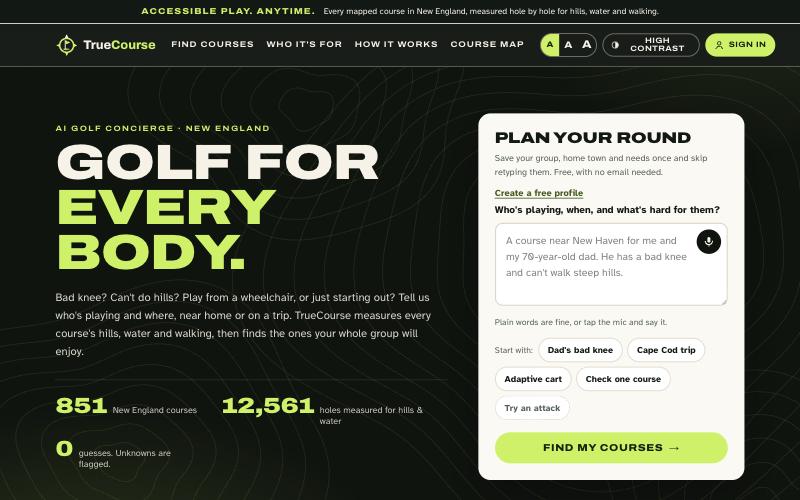 ACCESSIBLE PLAY. ANYTIME. Every mapped course in New England, measured hole by hole for hills, water and walking.
TrueCourse FIND COURSES WHO IT'S FOR HOW IT WORKS COURSE MAP A A A HIGH CONTRAST SIGN IN
AI GOLF CONCIERGE · NEW ENGLAND
GOLF FOR
EVERY
BODY.
Bad knee? Can't do hills? Play from a wheelchair, or just starting out? Tell us
who's playing and where, near home or on a trip. TrueCourse measures every
course's hills, water and walking, then finds the ones your whole group will
enjoy.
851 New England courses
12,561 holes measured for hills &
water
0 guesses. Unknowns are
flagged.
PLAN YOUR ROUND
Save your group, home town and needs once and skip
retyping them. Free, with no email needed.
Create a free profile
Who's playing, when, and what's hard for them?
A course near New Haven for me and
my 70-year-old dad. He has a bad knee
and can't walk steep hills.
Plain words are fine, or tap the mic and say it.
Start with: Dad's bad knee Cape Cod trip
Adaptive cart Check one course
Try an attack
FIND MY COURSES →